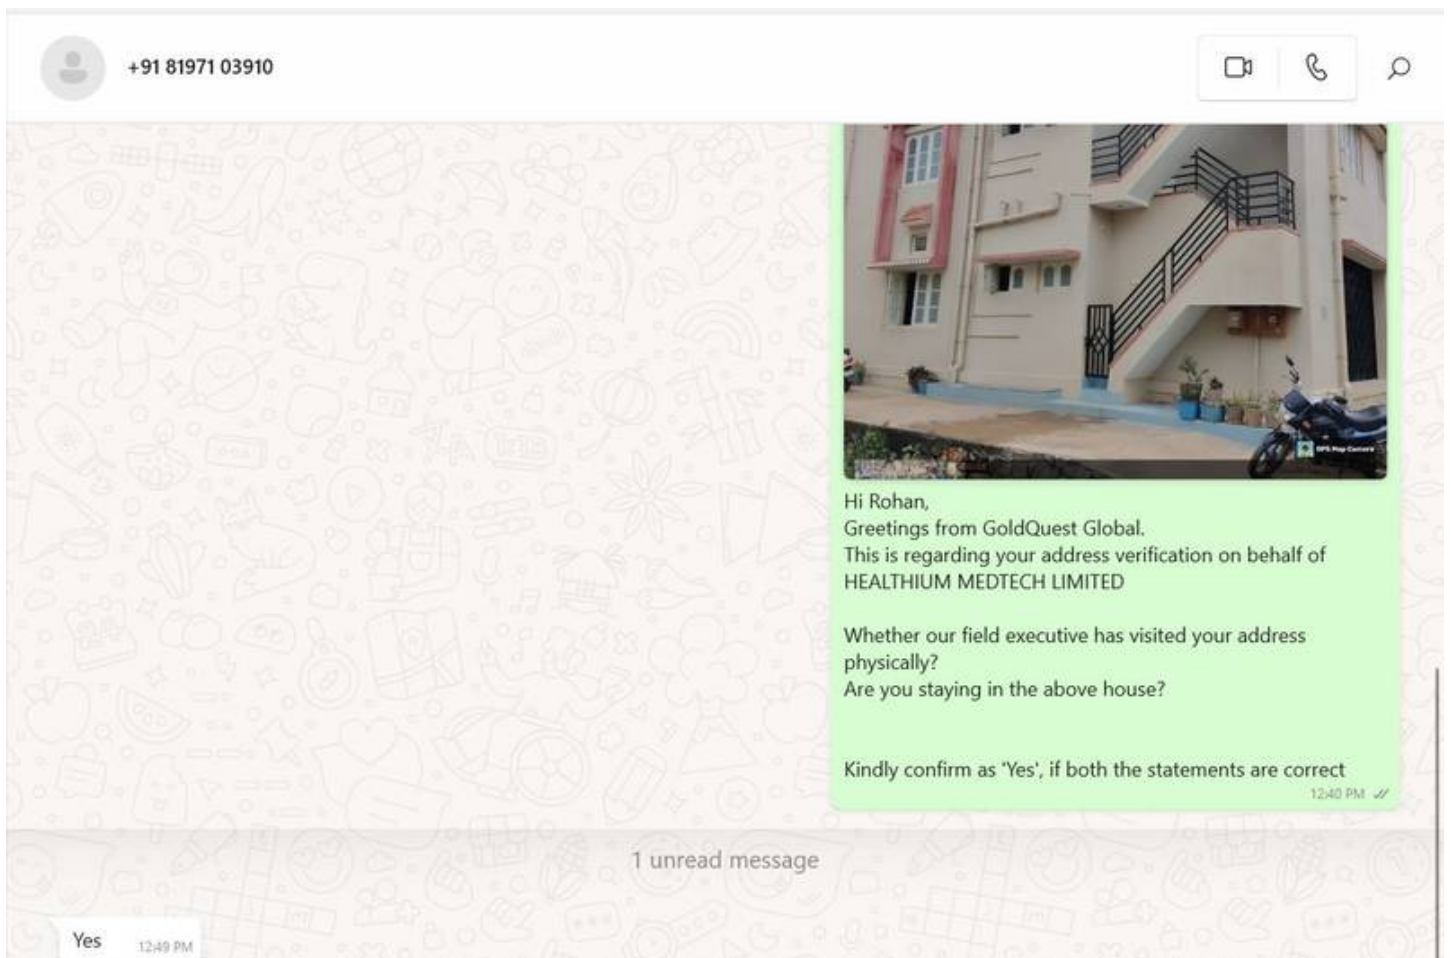 +91 81971 03910
GPS Map Camera
Hi Rohan,
Greetings from GoldQuest Global.
This is regarding your address verification on behalf of
HEALTHIUM MEDTECH LIMITED
Whether our field executive has visited your address
physically?
Are you staying in the above house?
Kindly confirm as 'Yes', if both the statements are correct
12:40 PM
1 unread message
Yes
12:49 PM